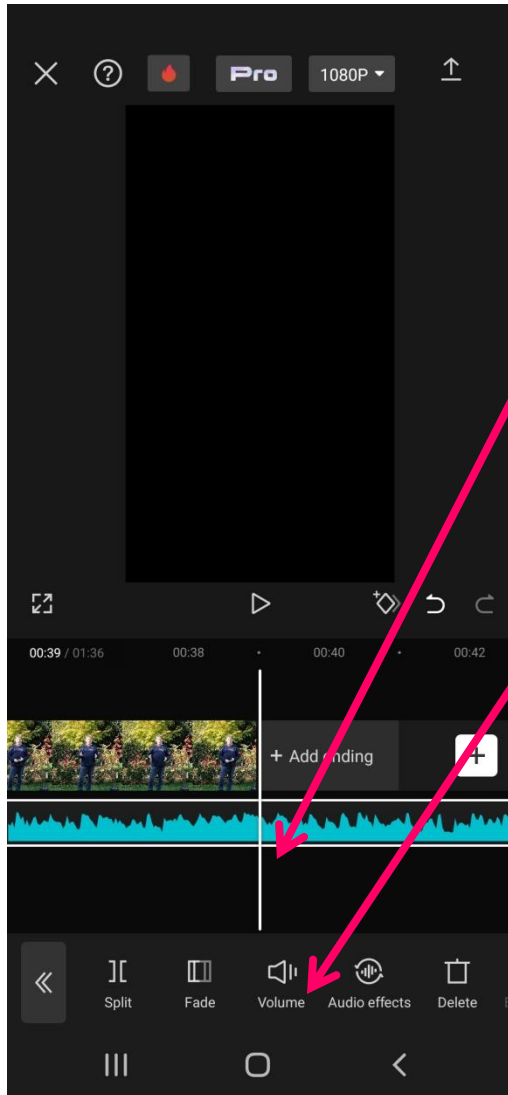 Pro 1080P
00:39 / 01:36 00:38 00:40 00:42
+ Add ending
Split Fade Volume Audio effects Delete